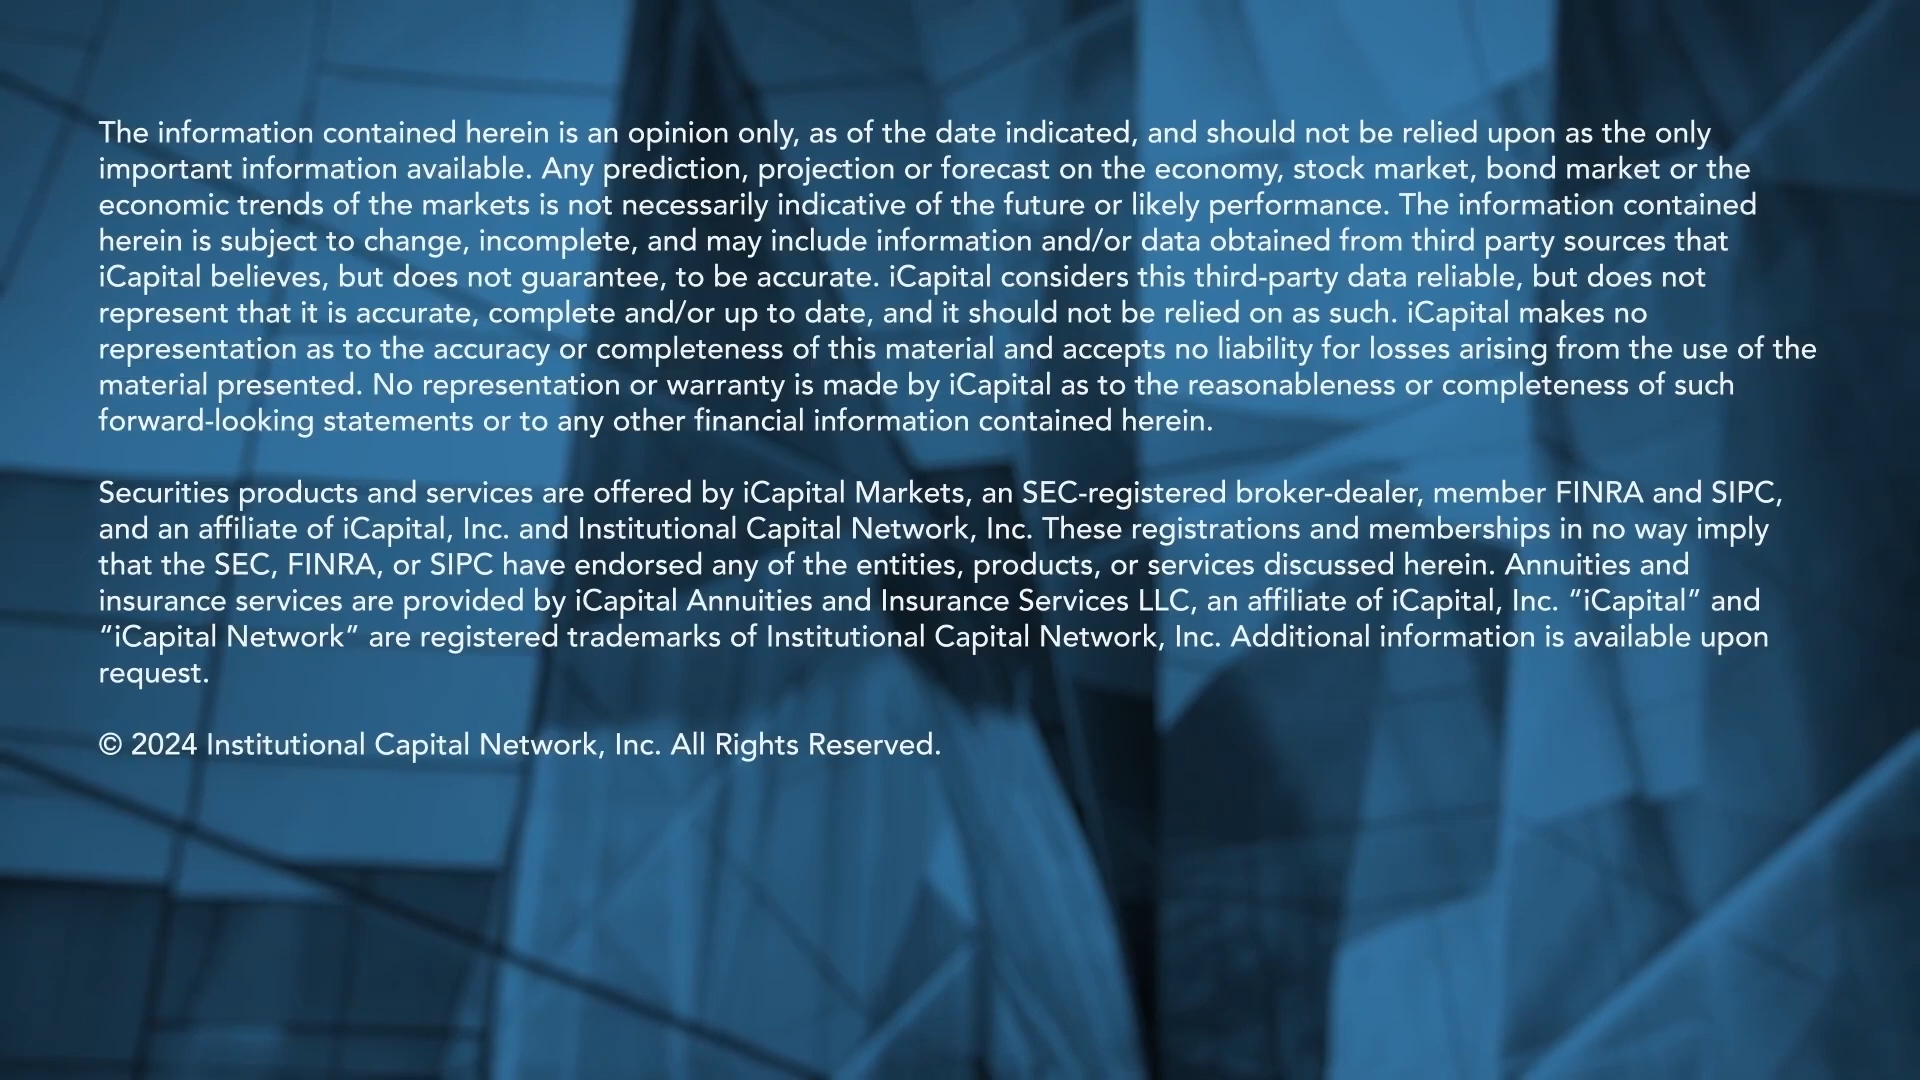 The information contained herein is an opinion only, as of the date indicated, and should not be relied upon as the only
important information available. Any prediction, projection or forecast on the economy, stock market, bond market or the
economic trends of the markets is not necessarily indicative of the future or likely performance. The information contained
herein is subject to change, incomplete, and may include information and/or data obtained from third party sources that
iCapital believes, but does not guarantee, to be accurate. iCapital considers this third-party data reliable, but does not
represent that it is accurate, complete and/or up to date, and it should not be relied on as such. iCapital makes no
representation as to the accuracy or completeness of this material and accepts no liability for losses arising from the use of the
material presented. No representation or warranty is made by iCapital as to the reasonableness or completeness of such
forward-looking statements or to any other financial information contained herein.
Securities products and services are offered by iCapital Markets, an SEC-registered broker-dealer, member FINRA and SIPC,
and an affiliate of iCapital, Inc. and Institutional Capital Network, Inc. These registrations and memberships in no way imply
that the SEC, FINRA, or SIPC have endorsed any of the entities, products, or services discussed herein. Annuities and
insurance services are provided by iCapital Annuities and Insurance Services LLC, an affiliate of iCapital, Inc. “iCapital” and
“iCapital Network” are registered trademarks of Institutional Capital Network, Inc. Additional information is available upon
request.
© 2024 Institutional Capital Network, Inc. All Rights Reserved.